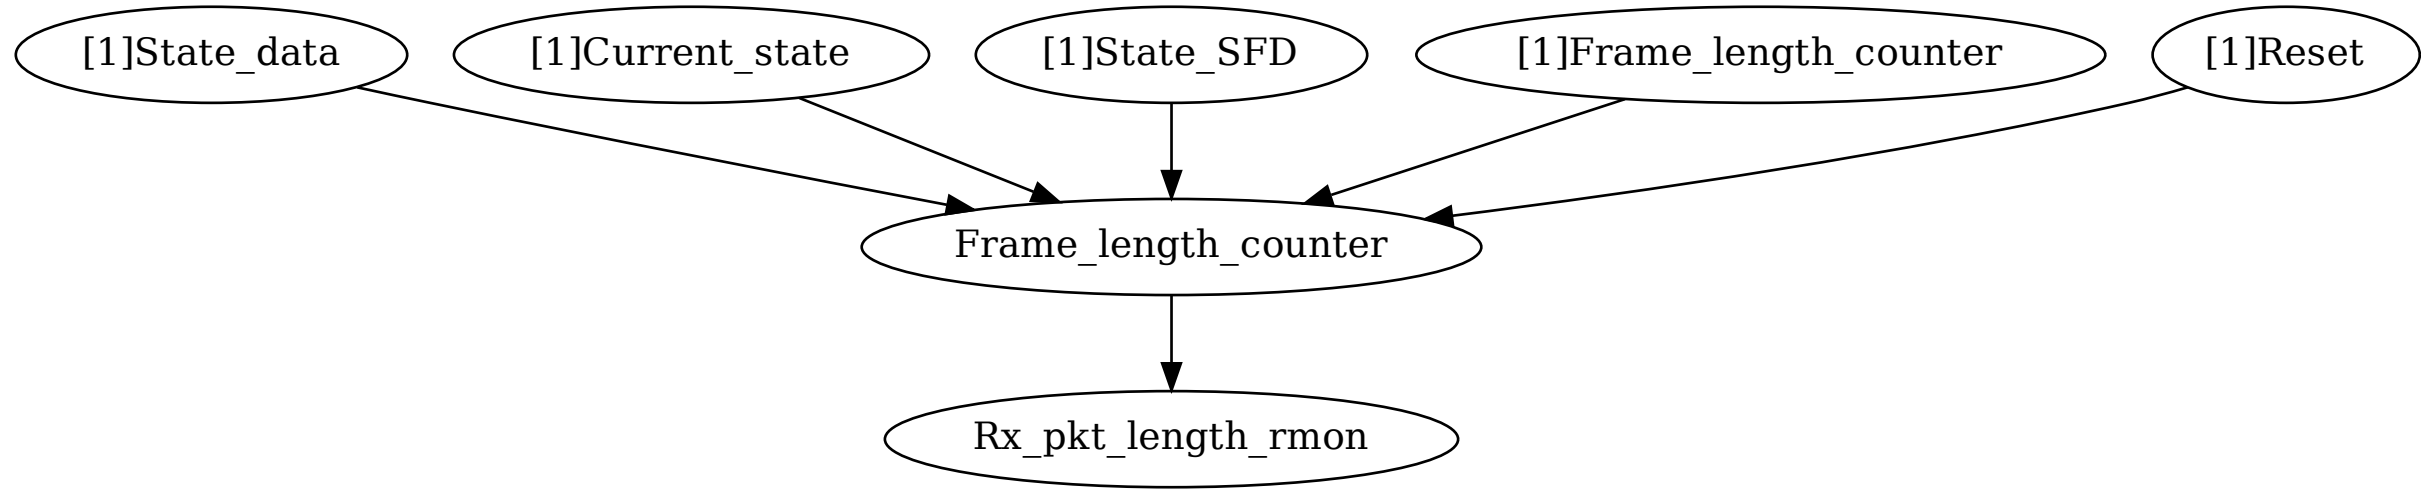 [1]State_data
[1]Current_state
[1]State_SFD
[1]Frame_length_counter
[1]Reset
Frame_length_counter
Rx_pkt_length_rmon